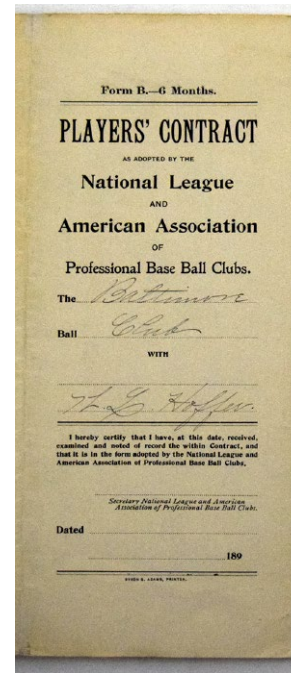 Form B.—6 Months.
PLAYERS' CONTRACT
AS ADOPTED BY THE
National League
AND
American Association
OF
Professional Base Ball Clubs.
The Baltimore
Ball Club
WITH
W L Hoffer.
I hereby certify that I have, at this date, received,
examined and noted of record the within Contract, and
that it is in the form adopted by the National League and
American Association of Professional Base Ball Clubs,
Secretary National League and American
Association of Professional Base Ball Clubs.
Dated
189
ADAMS, PRINTER.